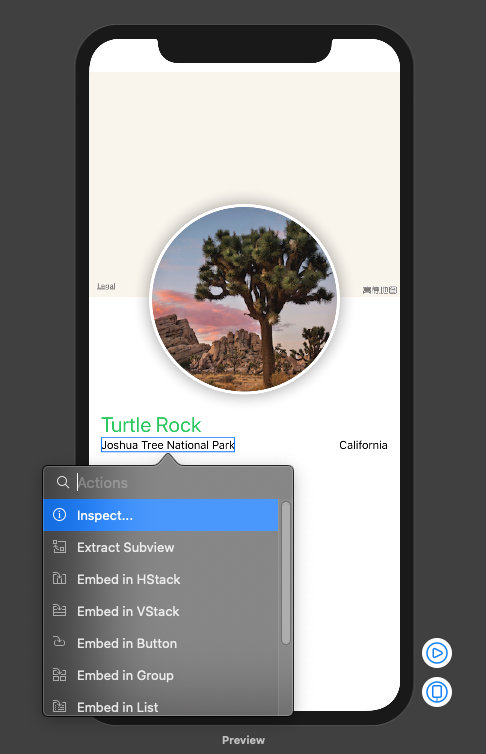 Legal
高德地图
Turtle Rock
Joshua Tree National Park
California
Actions
Inspect...
Extract Subview
Embed in HStack
Embed in VStack
Embed in Button
Embed in Group
Embed in List
Preview